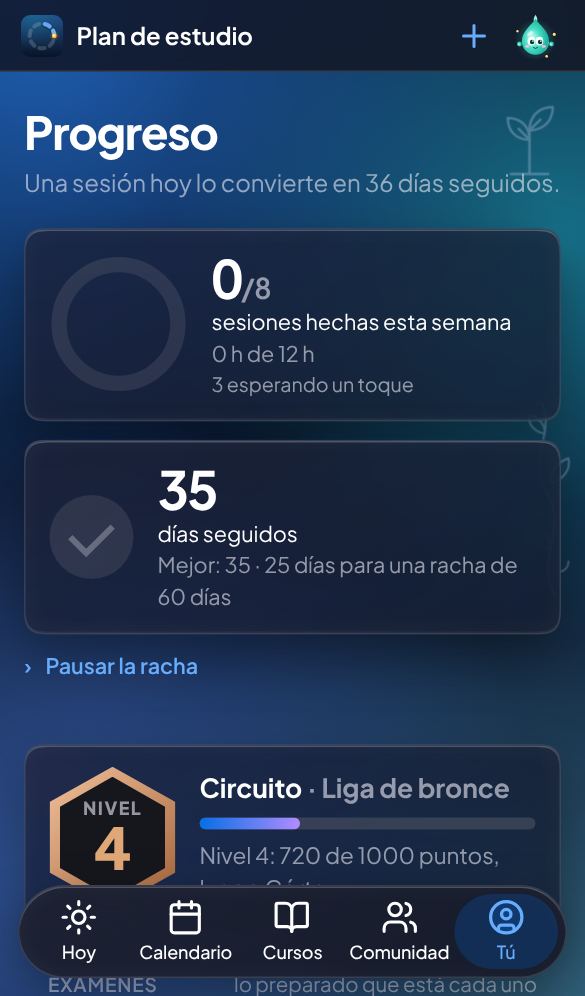 Plan de estudio
Progreso
Una sesión hoy lo convierte en 36 días seguidos.
0/8
sesiones hechas esta semana
0 h de 12 h
3 esperando un toque
35
días seguidos
Mejor: 35 · 25 días para una racha de
60 días
› Pausar la racha
NIVEL
4
Circuito · Liga de bronce
Nivel 4: 720 de 1000 puntos,
Hoy
Calendario
Cursos
Comunidad
Tú
EXÁMENES
lo preparado que está cada uno